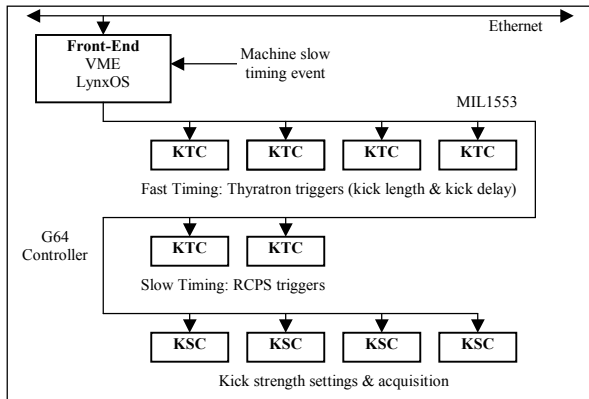 Ethernet
Front-End
VME
LynxOS
Machine slow
timing event
MIL1553
KTC KTC KTC KTC
Fast Timing: Thyratron triggers (kick length & kick delay)
G64
Controller
KTC KTC
Slow Timing: RCPS triggers
KSC KSC KSC KSC
Kick strength settings & acquisition